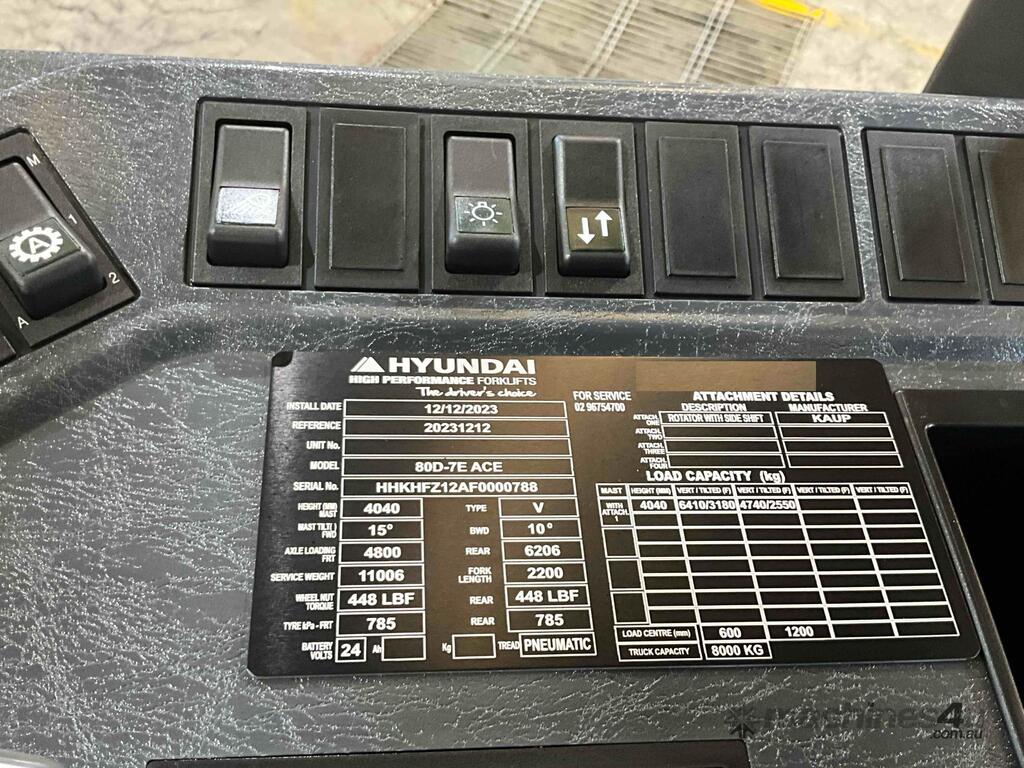 M
1
2
A
A
HYUNDAI
HIGH PERFORMANCE FORKLIFTS
The driver's choice
INSTALL DATE 12/12/2023
REFERENCE 20231212
UNIT No.
MODEL 80D-7E ACE
SERIAL No. HHKHFZ12AF0000788
HEIGHT (MM) MAST 4040 TYPE V
MAST TILT( ) FWD 15° BWD 10°
AXLE LOADING FRT 4800 REAR 6206
SERVICE WEIGHT 11006 FORK LENGTH 2200
WHEEL NUT TORQUE 448 LBF REAR 448 LBF
TYRE kPa - FRT 785 REAR 785
BATTERY VOLTS 24 Ah Kg TREAD PNEUMATIC
FOR SERVICE
02 96754700
ATTACHMENT DETAILS
DESCRIPTION MANUFACTURER
ATTACH. ONE ROTATOR WITH SIDE SHIFT KAUP
ATTACH. TWO
ATTACH. THREE
ATTACH. FOUR
LOAD CAPACITY (kg)
MAST HEIGHT (MM) VERT / TILTED (F) VERT / TILTED (F) VERT / TILTED (F) VERT / TILTED (F)
WITH ATTACH. 1 4040 6410/3180 4740/2550
LOAD CENTRE (mm) 600 1200
TRUCK CAPACITY 8000 KG
machines4u
.com.au